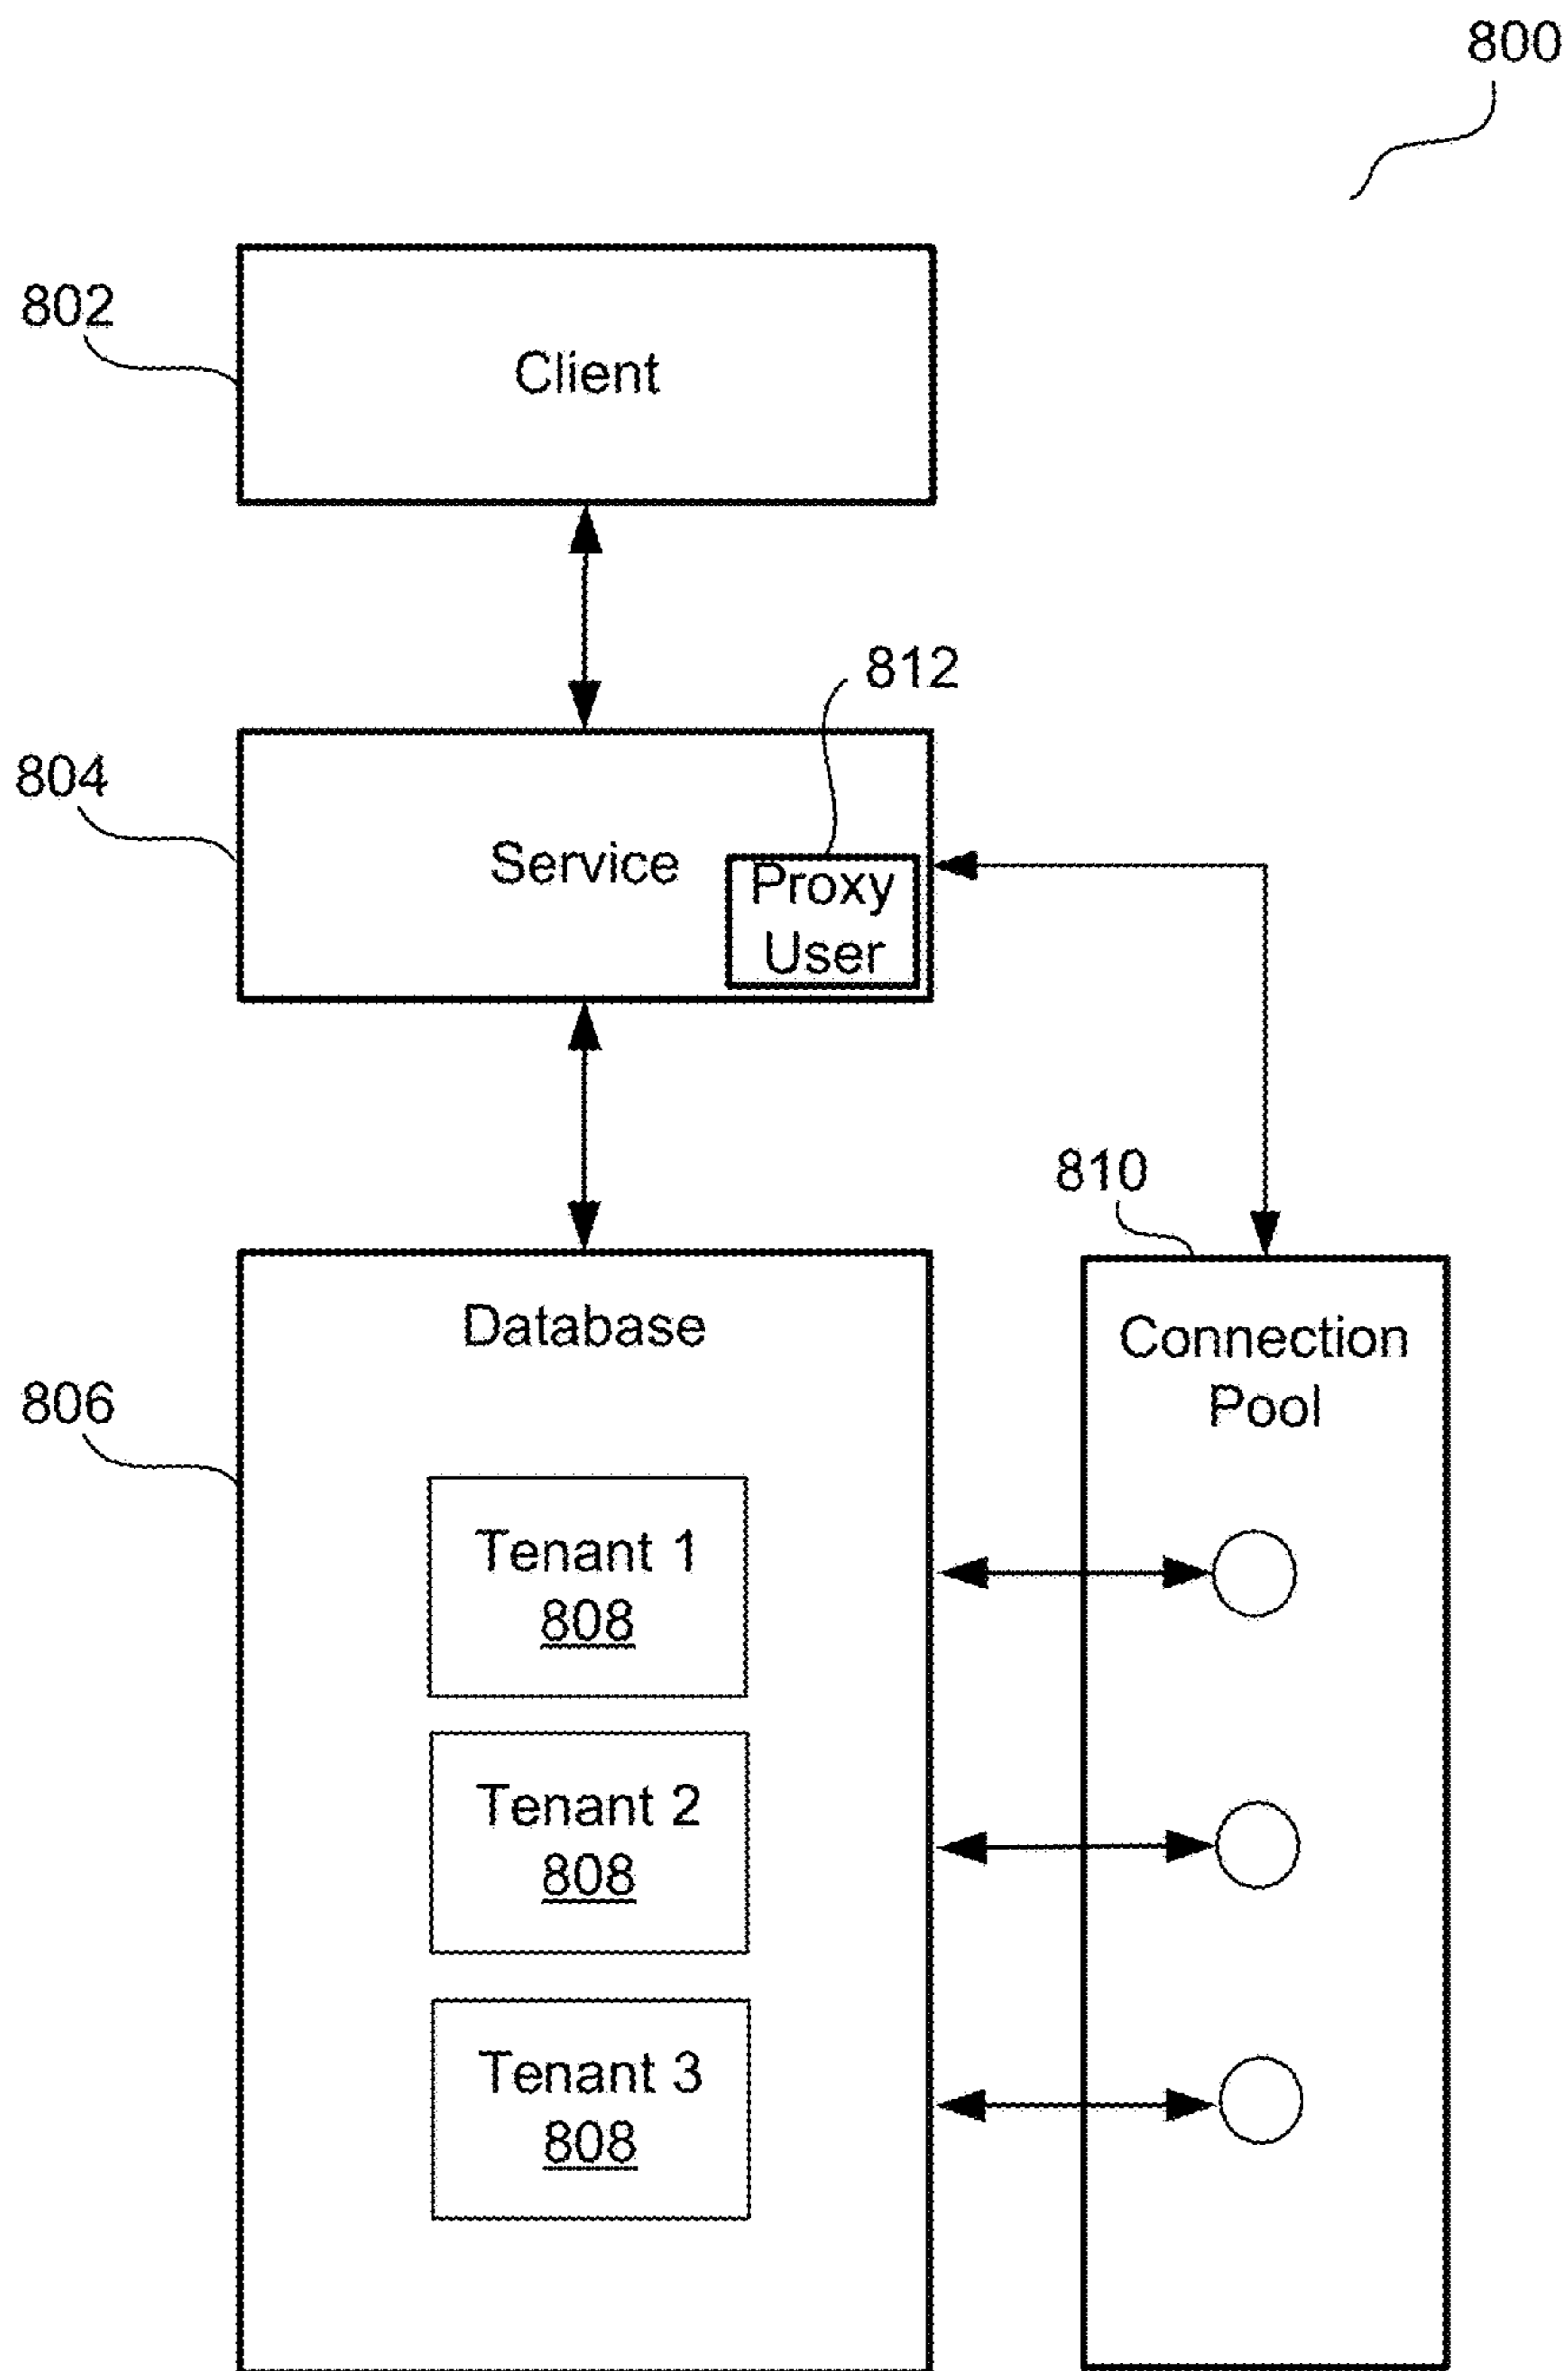 800
802
Client
812
804
Service
Proxy
User
810
Database
Connection
Pool
806
Tenant 1
808
Tenant 2
808
Tenant 3
808